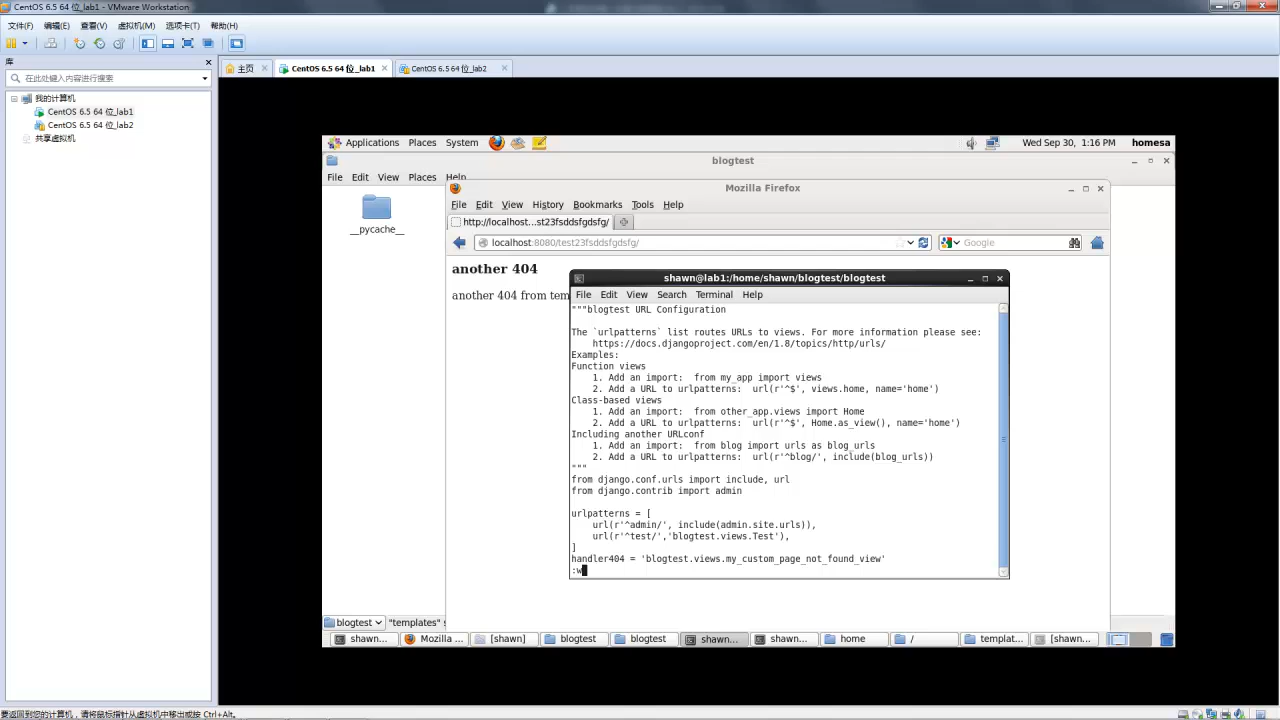 CentOS 6.5 64 位_lab1 - VMware Workstation
文件(F) 编辑(E) 查看(V) 虚拟机(M) 选项卡(T) 帮助(H)
库
在此处键入内容进行搜索
我的计算机
CentOS 6.5 64 位_lab1
CentOS 6.5 64 位_lab2
共享虚拟机
主页 CentOS 6.5 64 位_lab1 CentOS 6.5 64 位_lab2
Applications Places System Wed Sep 30, 1:16 PM homesa
blogtest
File Edit View Places Help
__pycache__
Mozilla Firefox
File Edit View History Bookmarks Tools Help
http://localhost...st23fsddsfgdsfg/
localhost:8080/test23fsddsfgdsfg/ Google
another 404
another 404 from tem
shawn@lab1:/home/shawn/blogtest/blogtest
File Edit View Search Terminal Help
"""blogtest URL Configuration
The `urlpatterns` list routes URLs to views. For more information please see:
https://docs.djangoproject.com/en/1.8/topics/http/urls/
Examples:
Function views
1. Add an import:  from my_app import views
2. Add a URL to urlpatterns:  url(r'^$', views.home, name='home')
Class-based views
1. Add an import:  from other_app.views import Home
2. Add a URL to urlpatterns:  url(r'^$', Home.as_view(), name='home')
Including another URLconf
1. Add an import:  from blog import urls as blog_urls
2. Add a URL to urlpatterns:  url(r'^blog/', include(blog_urls))
"""
from django.conf.urls import include, url
from django.contrib import admin
urlpatterns = [
url(r'^admin/', include(admin.site.urls)),
url(r'^test/','blogtest.views.Test'),
]
handler404 = 'blogtest.views.my_custom_page_not_found_view'
:w
blogtest "templates" s
shawn... Mozilla ... [shawn] blogtest blogtest shawn... shawn... home / templat... [shawn...
要返回到您的计算机，请将鼠标指针从虚拟机中移出或按 Ctrl+Alt。